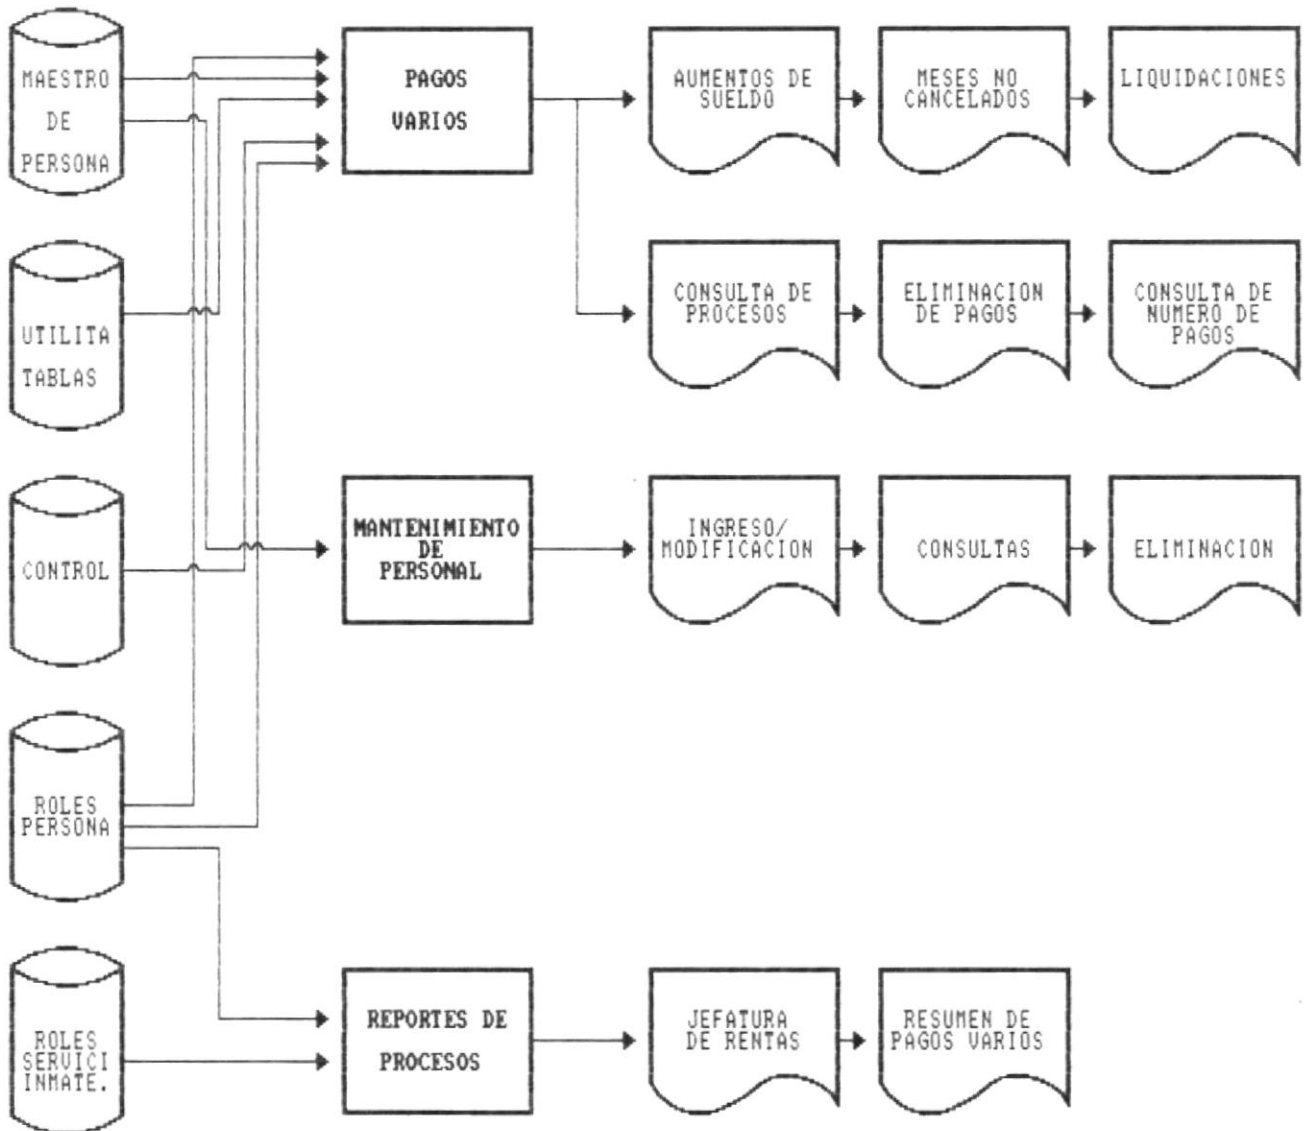 MAESTRO
DE
PERSONA
PAGOS
VARIOS
AUMENTOS DE
SUELDO
MESES NO
CANCELADOS
LIQUIDACIONES
UTILITA
TABLAS
CONSULTA DE
PROCESOS
ELIMINACION
DE PAGOS
CONSULTA DE
NUMERO DE
PAGOS
CONTROL
MANTENIMIENTO
DE
PERSONAL
INGRESO/
MODIFICACION
CONSULTAS
ELIMINACION
ROLES
PERSONA
ROLES
SERVICI
INMATE.
REPORTES DE
PROCESOS
JEFATURA
DE RENTAS
RESUMEN DE
PAGOS VARIOS